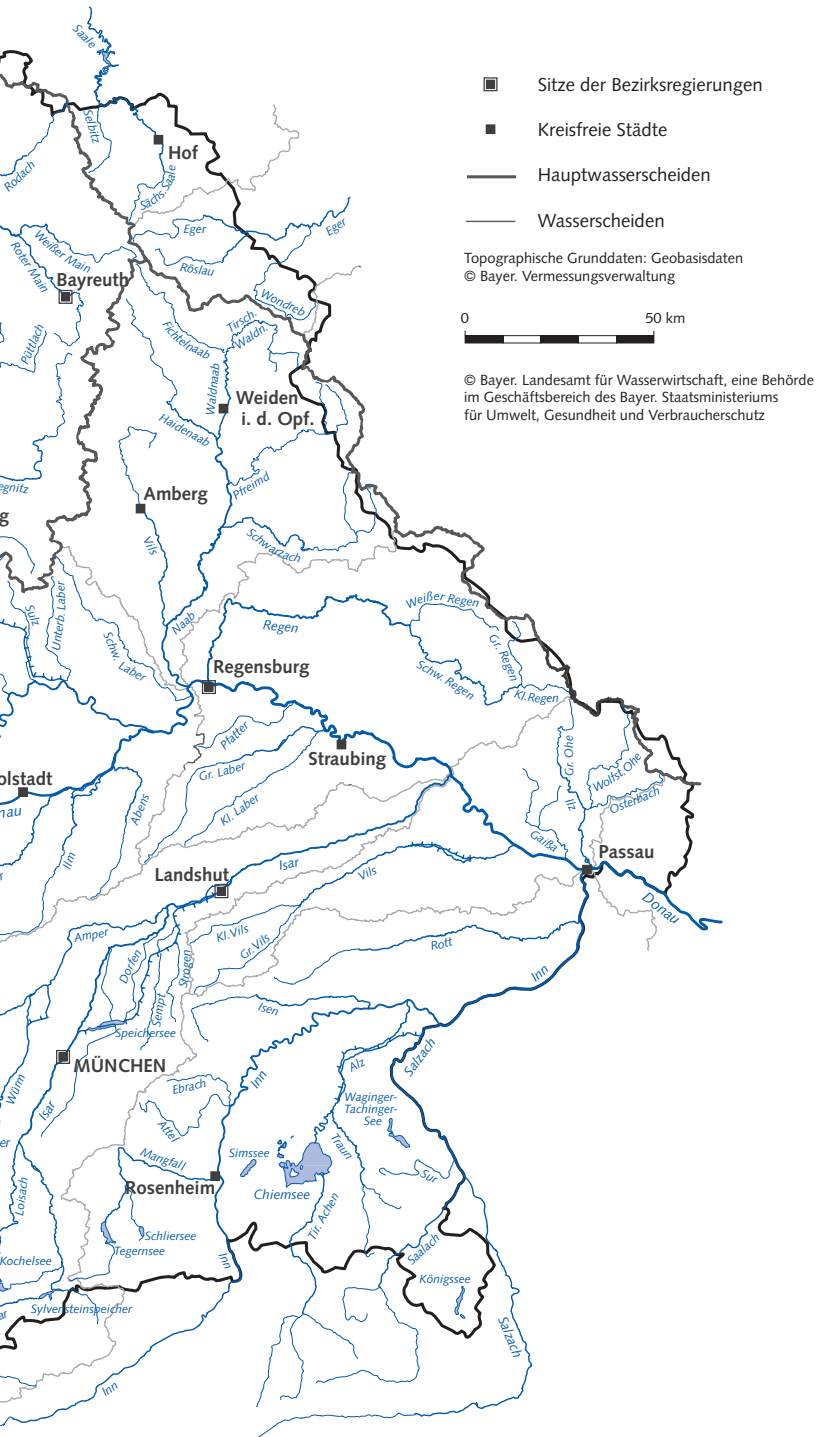 Saale
Selbitz
Hof
Rodach
Sächs.Saale
Eger
Eger
Weißer Main
Roter Main
Röslau
Bayreuth
Wondreb
Tirsch.
Waldn.
Fichtelnaab
Püttlach
Waldnaab
Weiden
i. d. Opf.
Haidenaab
Pfreimd
egnitz
Amberg
g
Vils
Schwarzach
Sulz
Unterb. Laber
Schw. Laber
Naab
Regen
Weißer Regen
Gr. Regen
Schw. Regen
Kl.Regen
Regensburg
Pfatter
Straubing
Gr. Laber
Kl. Laber
Gr. Ohe
Wolfst. Ohe
Osterbach
Ilz
Gaißa
olstadt
nau
Abens
Ilm
r
Passau
Landshut
Isar
Vils
Donau
Amper
Kl. Vils
Gr.Vils
Rott
Dorfen
Strogen
Sempt
Inn
Isen
Speichersee
MÜNCHEN
Würm
Isar
Ebrach
Attel
Inn
Alz
Salzach
Waginger-
Tachinger-
See
er
Mangfall
Simssee
Traun
Sur
Rosenheim
Chiemsee
Loisach
Tir. Achen
Schliersee
Tegernsee
Inn
Saalach
Kochelsee
Königssee
ar
Sylvensteinspeicher
Salzach
Inn
Sitze der Bezirksregierungen
Kreisfreie Städte
Hauptwasserscheiden
Wasserscheiden
Topographische Grunddaten: Geobasisdaten
© Bayer. Vermessungsverwaltung
0 50 km
© Bayer. Landesamt für Wasserwirtschaft, eine Behörde
im Geschäftsbereich des Bayer. Staatsministeriums
für Umwelt, Gesundheit und Verbraucherschutz